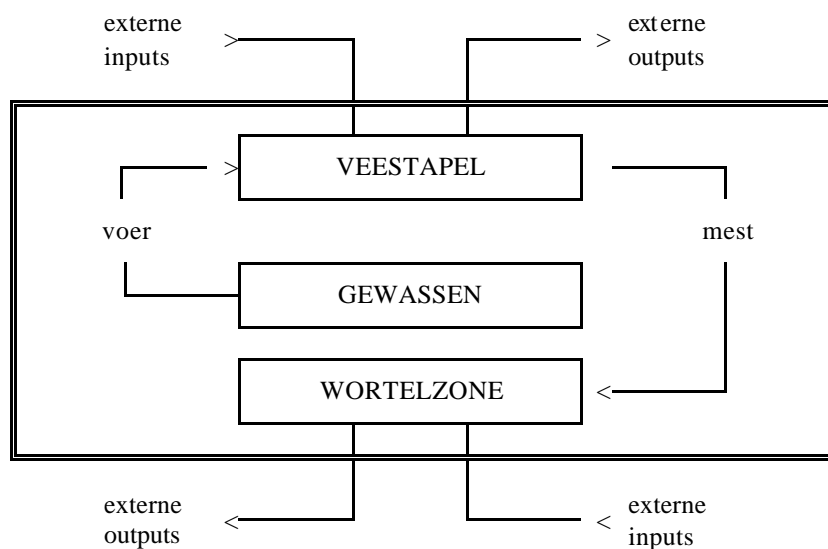 externe
inputs
>
>
externe
outputs
> VEESTAPEL
voer
mest
GEWASSEN
WORTELZONE <
externe
outputs
<
<
externe
inputs